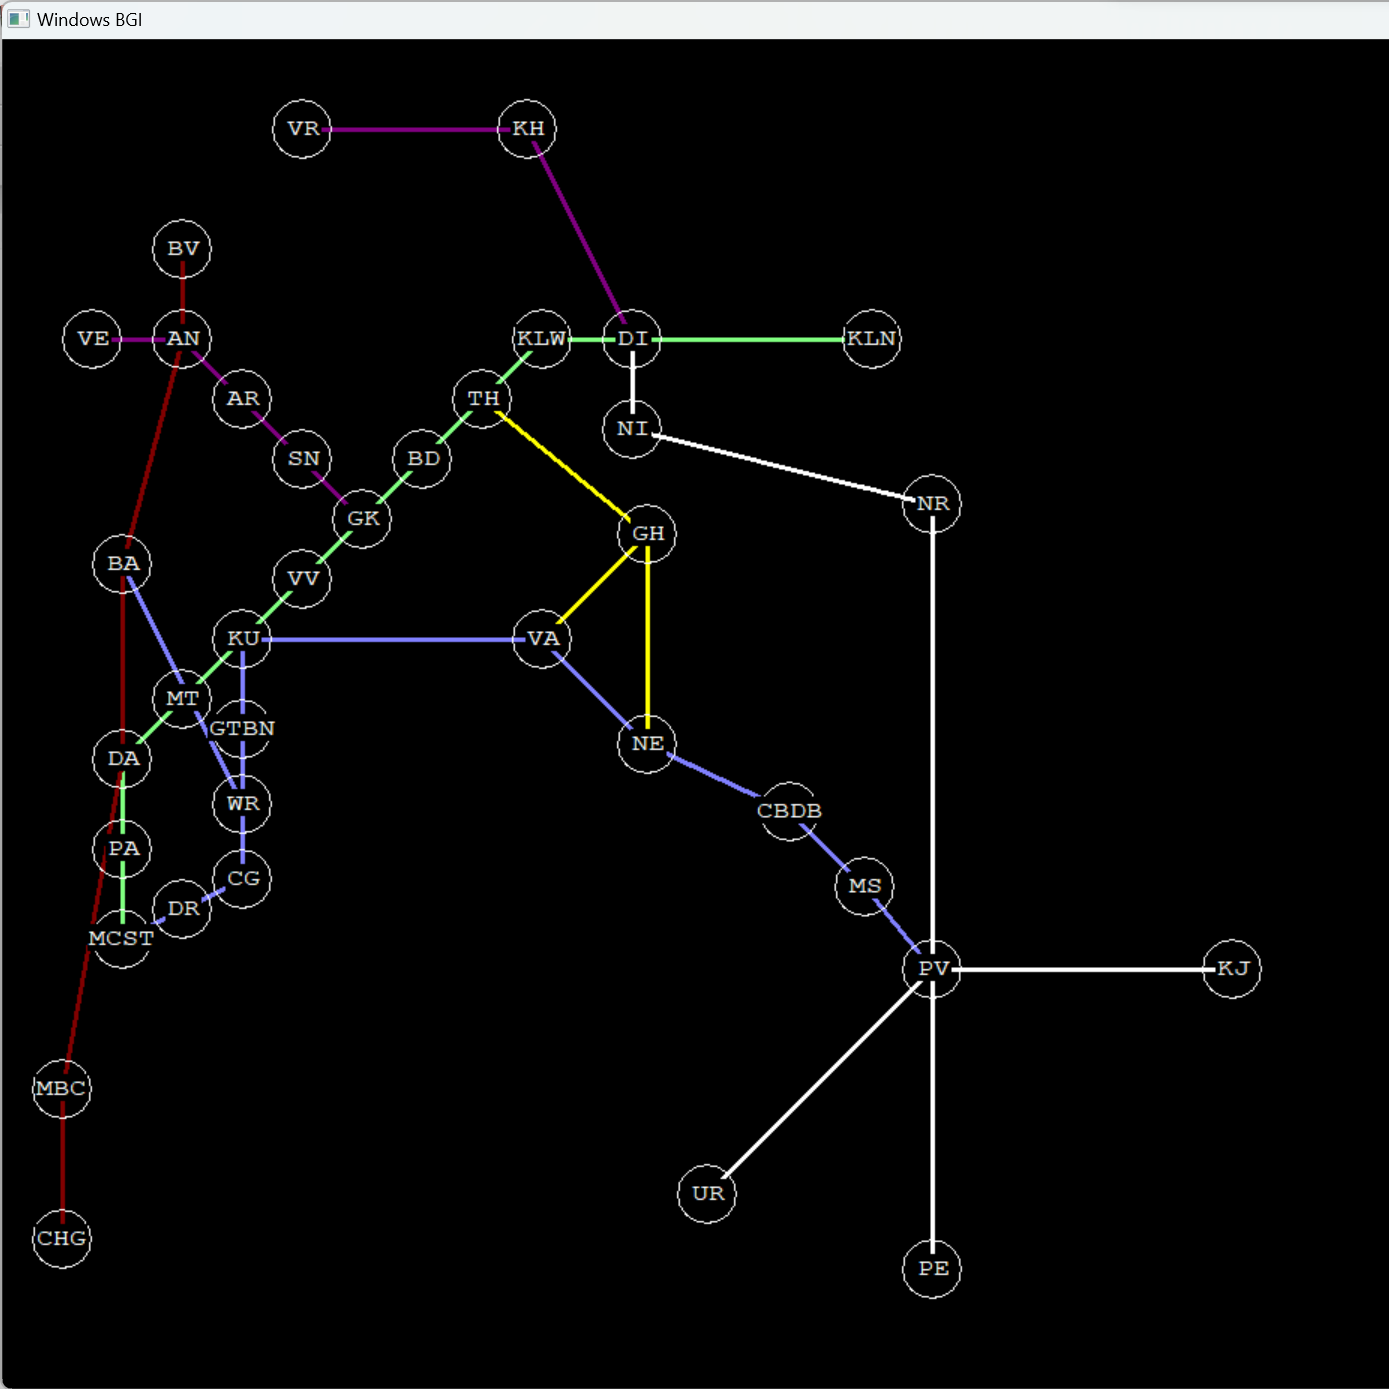 Windows BGI
VR
KH
BV
VE
AN
KLW
DI
KLN
AR
TH
NI
SN
BD
NR
GK
GH
BA
VV
KU
VA
MT
GTBN
NE
DA
WR
CBDB
PA
CG
MS
DR
MCST
PV
KJ
MBC
UR
CHG
PE